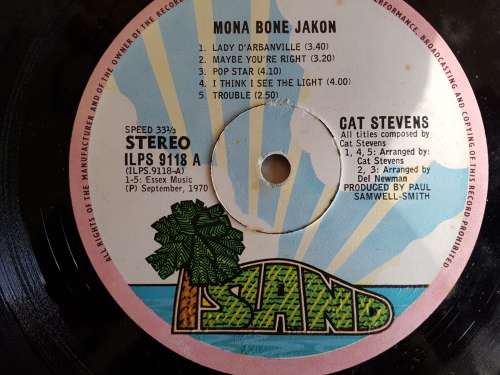 ALL RIGHTS OF THE MANUFACTURER AND OF THE OWNER OF THE RECORD
PERFORMANCE, BROADCASTING AND COPYING OF THIS RECORD PROHIBITED
MONA BONE JAKON
1. LADY D'ARBANVILLE (3.40)
2. MAYBE YOU'RE RIGHT (3.20)
3. POP STAR (4.10)
4. I THINK I SEE THE LIGHT (4.00)
5. TROUBLE (2.50)
SPEED 33⅓
STEREO
ILPS 9118 A
(ILPS.9118-A)
1-5: Essex Music
(P) September, 1970
CAT STEVENS
All titles composed by
Cat Stevens
1, 4, 5: Arranged by:
Cat Stevens
2, 3: Arranged by
Del Newman
PRODUCED BY PAUL
SAMWELL-SMITH
ISLAND